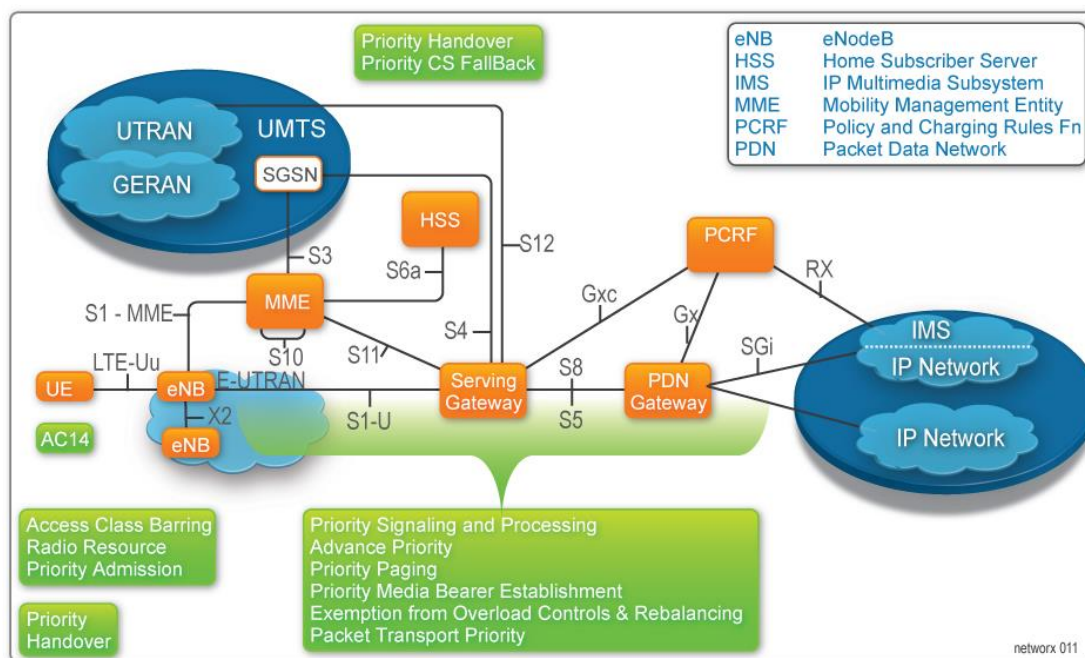 Priority Handover
Priority CS FallBack
eNB eNodeB
HSS Home Subscriber Server
IMS IP Multimedia Subsystem
MME Mobility Management Entity
PCRF Policy and Charging Rules Fn
PDN Packet Data Network
UTRAN
UMTS
GERAN
SGSN
HSS
PCRF
S3
S6a
S12
RX
MME
Gxc
S1 - MME
S4
Gx
IMS
S10
S11
SGi
IP Network
LTE-Uu
E-UTRAN
UE
eNB
Serving
Gateway
S8
PDN
Gateway
X2
S1-U
S5
AC14
eNB
IP Network
Access Class Barring
Radio Resource
Priority Admission
Priority Signaling and Processing
Advance Priority
Priority Paging
Priority Media Bearer Establishment
Exemption from Overload Controls & Rebalancing
Packet Transport Priority
Priority
Handover
networx 011